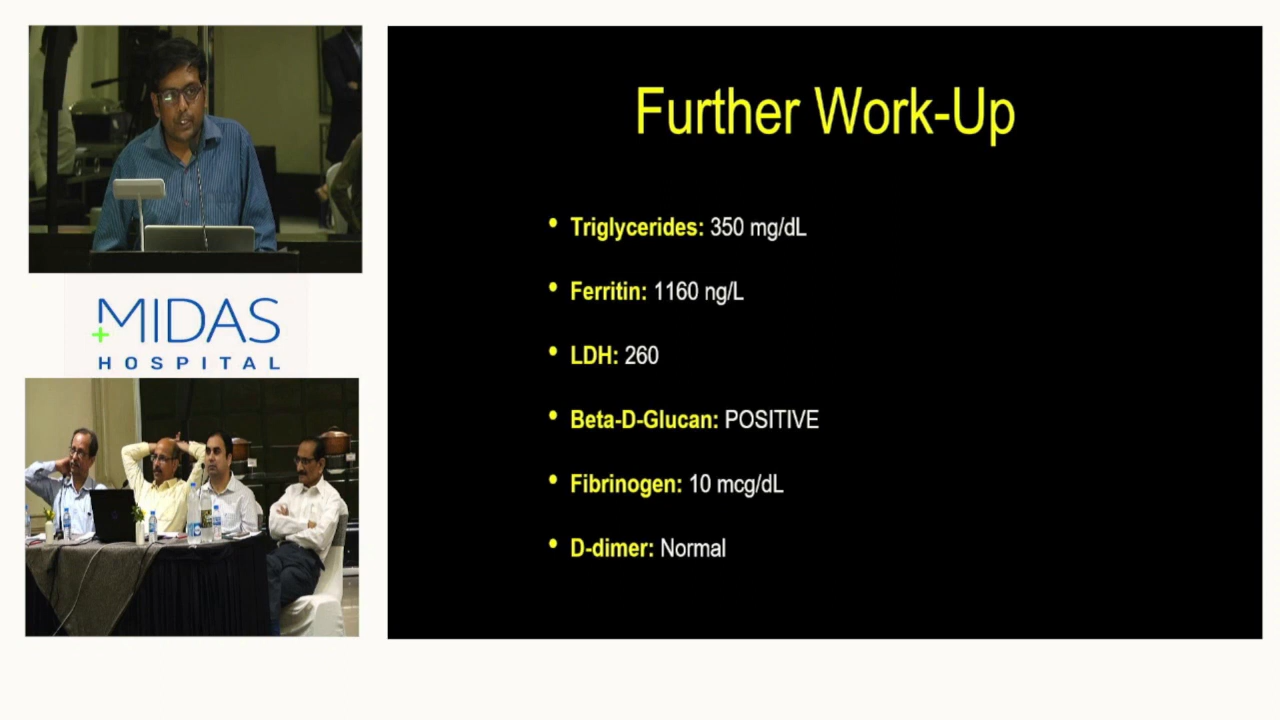 MIDAS
HOSPITAL
Further Work-Up
• Triglycerides: 350 mg/dL
• Ferritin: 1160 ng/L
• LDH: 260
• Beta-D-Glucan: POSITIVE
• Fibrinogen: 10 mcg/dL
• D-dimer: Normal